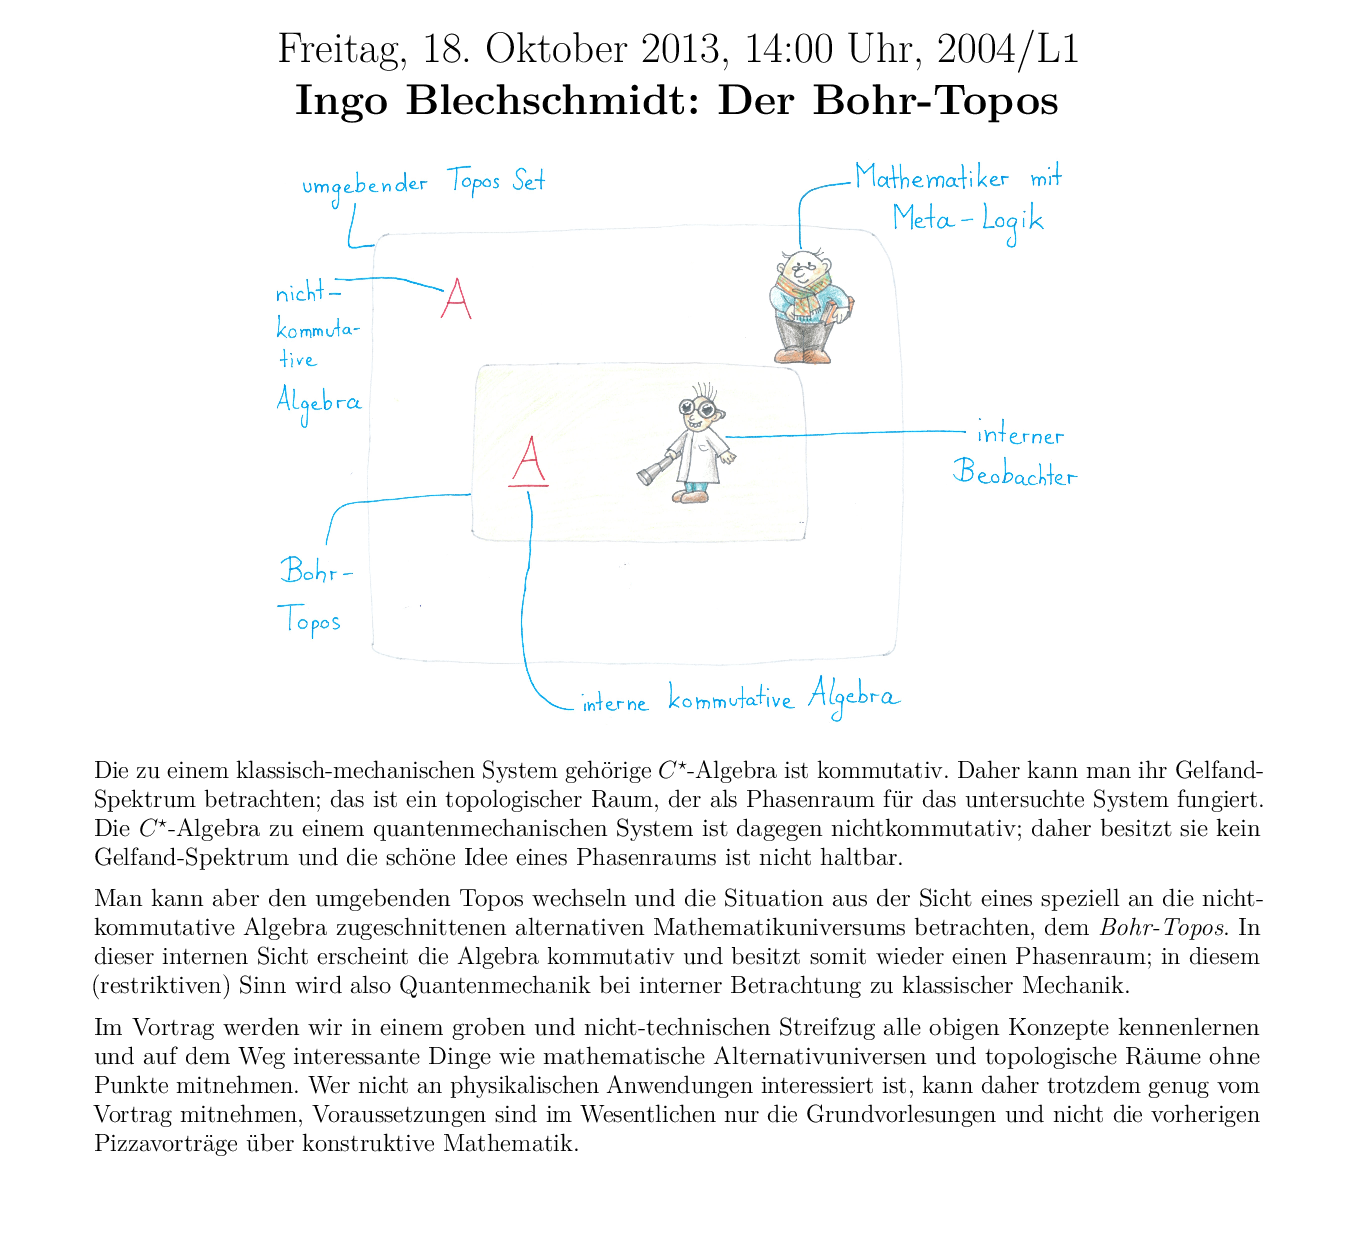 Freitag, 18. Oktober 2013, 14:00 Uhr, 2004/L1
Ingo Blechschmidt: Der Bohr-Topos
umgebender Topos Set
Mathematiker mit
Meta-Logik
nicht-
kommuta-
tive
Algebra
A
A
interner
Beobachter
Bohr-
Topos
interne kommutative Algebra
Die zu einem klassisch-mechanischen System gehörige C⋆-Algebra ist kommutativ. Daher kann man ihr Gelfand-
Spektrum betrachten; das ist ein topologischer Raum, der als Phasenraum für das untersuchte System fungiert.
Die C⋆-Algebra zu einem quantenmechanischen System ist dagegen nichtkommutativ; daher besitzt sie kein
Gelfand-Spektrum und die schöne Idee eines Phasenraums ist nicht haltbar.
Man kann aber den umgebenden Topos wechseln und die Situation aus der Sicht eines speziell an die nicht-
kommutative Algebra zugeschnittenen alternativen Mathematikuniversums betrachten, dem Bohr-Topos. In
dieser internen Sicht erscheint die Algebra kommutativ und besitzt somit wieder einen Phasenraum; in diesem
(restriktiven) Sinn wird also Quantenmechanik bei interner Betrachtung zu klassischer Mechanik.
Im Vortrag werden wir in einem groben und nicht-technischen Streifzug alle obigen Konzepte kennenlernen
und auf dem Weg interessante Dinge wie mathematische Alternativuniversen und topologische Räume ohne
Punkte mitnehmen. Wer nicht an physikalischen Anwendungen interessiert ist, kann daher trotzdem genug vom
Vortrag mitnehmen, Voraussetzungen sind im Wesentlichen nur die Grundvorlesungen und nicht die vorherigen
Pizzavorträge über konstruktive Mathematik.